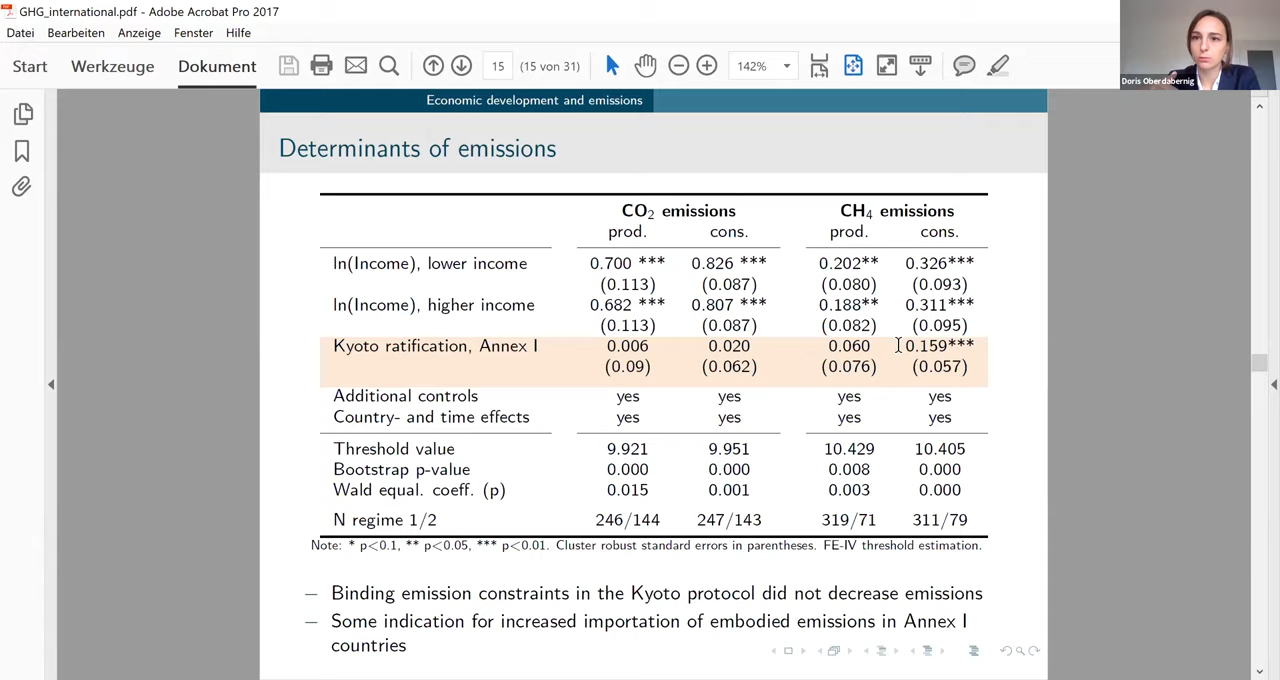 GHG_international.pdf - Adobe Acrobat Pro 2017
Datei Bearbeiten Anzeige Fenster Hilfe
Start Werkzeuge Dokument 15 (15 von 31) 142%
Doris Oberdabernig
Economic development and emissions
Determinants of emissions
CO2 emissions CH4 emissions
prod. cons. prod. cons.
ln(Income), lower income 0.700 *** 0.826 *** 0.202** 0.326***
(0.113) (0.087) (0.080) (0.093)
ln(Income), higher income 0.682 *** 0.807 *** 0.188** 0.311***
(0.113) (0.087) (0.082) (0.095)
Kyoto ratification, Annex I 0.006 0.020 0.060 0.159***
(0.09) (0.062) (0.076) (0.057)
Additional controls yes yes yes yes
Country- and time effects yes yes yes yes
Threshold value 9.921 9.951 10.429 10.405
Bootstrap p-value 0.000 0.000 0.008 0.000
Wald equal. coeff. (p) 0.015 0.001 0.003 0.000
N regime 1/2 246/144 247/143 319/71 311/79
Note: * p<0.1, ** p<0.05, *** p<0.01. Cluster robust standard errors in parentheses. FE-IV threshold estimation.
– Binding emission constraints in the Kyoto protocol did not decrease emissions
– Some indication for increased importation of embodied emissions in Annex I
countries